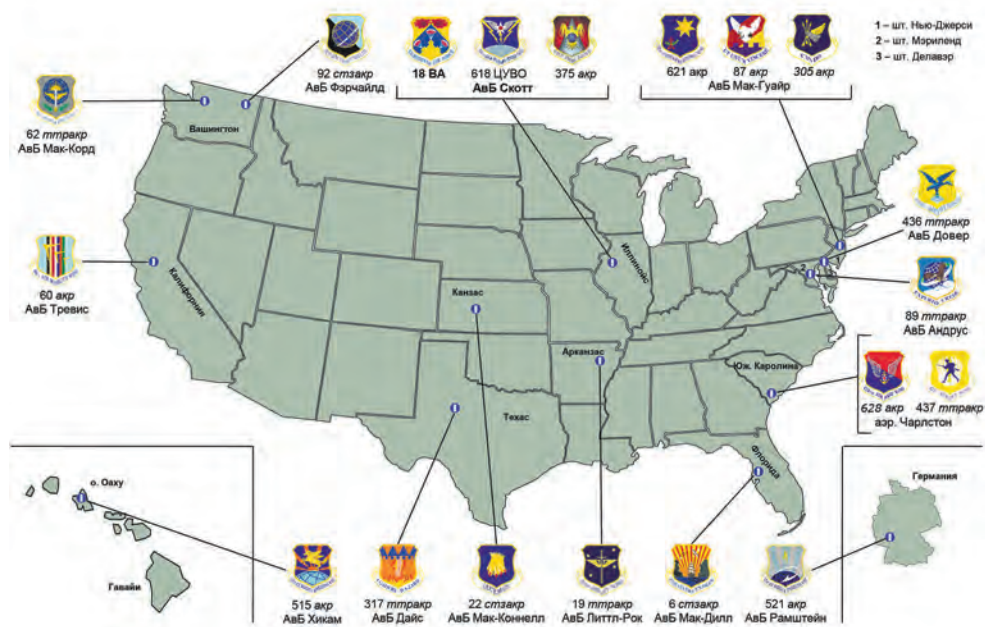 92 стзакр
АвБ Фэрчайлд
18 ВА
618 ЦУВО
375 акр
АвБ Скотт
621 акр
87 акр
305 акр
АвБ Мак-Гуайр
1 – шт. Нью-Джерси
2 – шт. Мэриленд
3 – шт. Делавэр
62 ттракр
АвБ Мак-Корд
Вашингтон
436 ттракр
АвБ Довер
60 акр
АвБ Тревис
Калифорния
Кензас
Иллинойс
2
89 ттракр
АвБ Андрус
Арканзас
Юж. Каролина
Техас
628 акр
437 ттракр
аэр. Чарлстон
Флорида
о. Оаху
Гавайи
Германия
515 акр
АвБ Хикам
317 ттракр
АвБ Дайс
22 стзакр
АвБ Мак-Коннелл
19 ттракр
АвБ Литтл-Рок
6 стзакр
АвБ Мак-Дилл
521 акр
АвБ Рамштейн